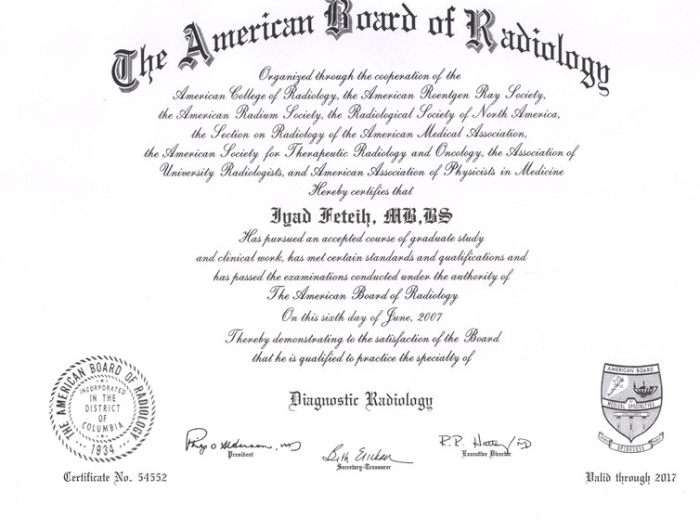 The American Board of Radiology
Organized through the cooperation of the
American College of Radiology, the American Roentgen Ray Society,
the American Radium Society, the Radiological Society of North America,
the Section on Radiology of the American Medical Association,
the American Society for Therapeutic Radiology and Oncology, the Association of
University Radiologists, and American Association of Physicists in Medicine
Hereby certifies that
Iyad Feteih, MB,BS
Has pursued an accepted course of graduate study
and clinical work, has met certain standards and qualifications and
has passed the examinations conducted under the authority of
The American Board of Radiology
On this sixth day of June, 2007
Thereby demonstrating to the satisfaction of the Board
that he is qualified to practice the specialty of
Diagnostic Radiology
THE AMERICAN BOARD OF RADIOLOGY
INCORPORATED
IN THE
DISTRICT
OF
COLUMBIA
1934
AMERICAN BOARD
MEDICAL SPECIALTIES
President
Secretary-Treasurer
Executive Director
Certificate No. 54552
Valid through 2017